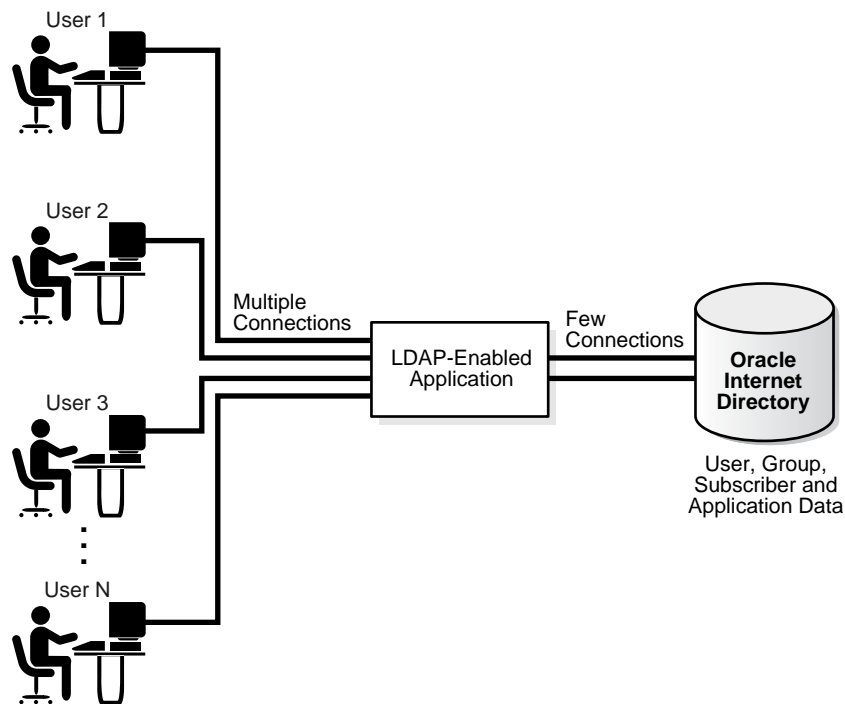 User 1
User 2
Multiple
Connections
Few
Connections
LDAP-Enabled
Application
Oracle
Internet
Directory
User 3
User, Group,
Subscriber and
Application Data
User N